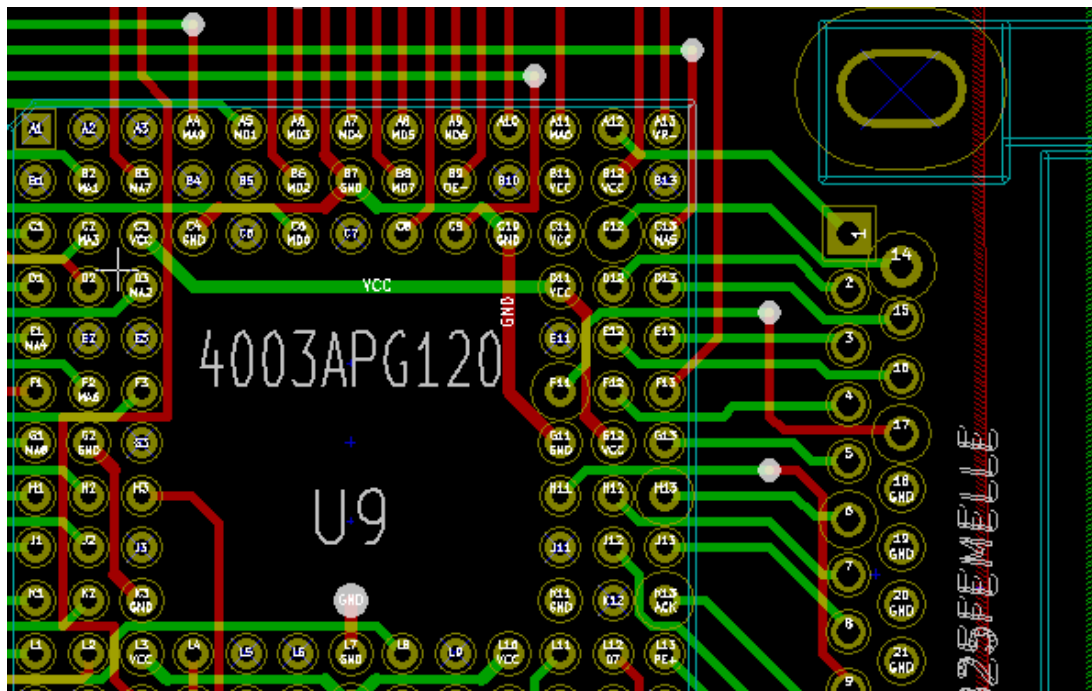 A1 A2 A3 A4 MA9 A5 MD1 A6 MD3 A7 MD4 A8 MD5 A9 MD6 A10 A11 MA0 A12 A13 VR-
B1 B2 MA1 B3 MA7 B4 B5 B6 MD2 B7 GND B8 MD7 B9 OE- B10 B11 VCC B12 VCC B13
C1 C2 MA3 C3 VCC C4 GND C6 MD0 C7 C8 C9 C10 GND C11 VCC C12 C13 MA5
1
14
D1 D2 D3 MA2 VCC D11 VCC D12 D13 2
GND
15
E1 MA4 E2 E3 E11 E12 E13 3
4003APG120
16
F1 F2 MA6 F3 F11 F12 F13 4
17
G1 MA8 G2 GND G3 G11 GND G12 VCC G13 5
18 GND
H1 H2 H3 H11 H12 H13 6
U9
25FEMELLE
19 GND
J1 J2 J3 J11 J12 J13 7
K1 K2 K3 GND GND K11 GND K12 K13 ACK
20 GND
8
L1 L2 L3 VCC L4 L5 L6 L7 GND L8 L9 L10 VCC L11 L12 D7 L13 PE+
21 GND
9